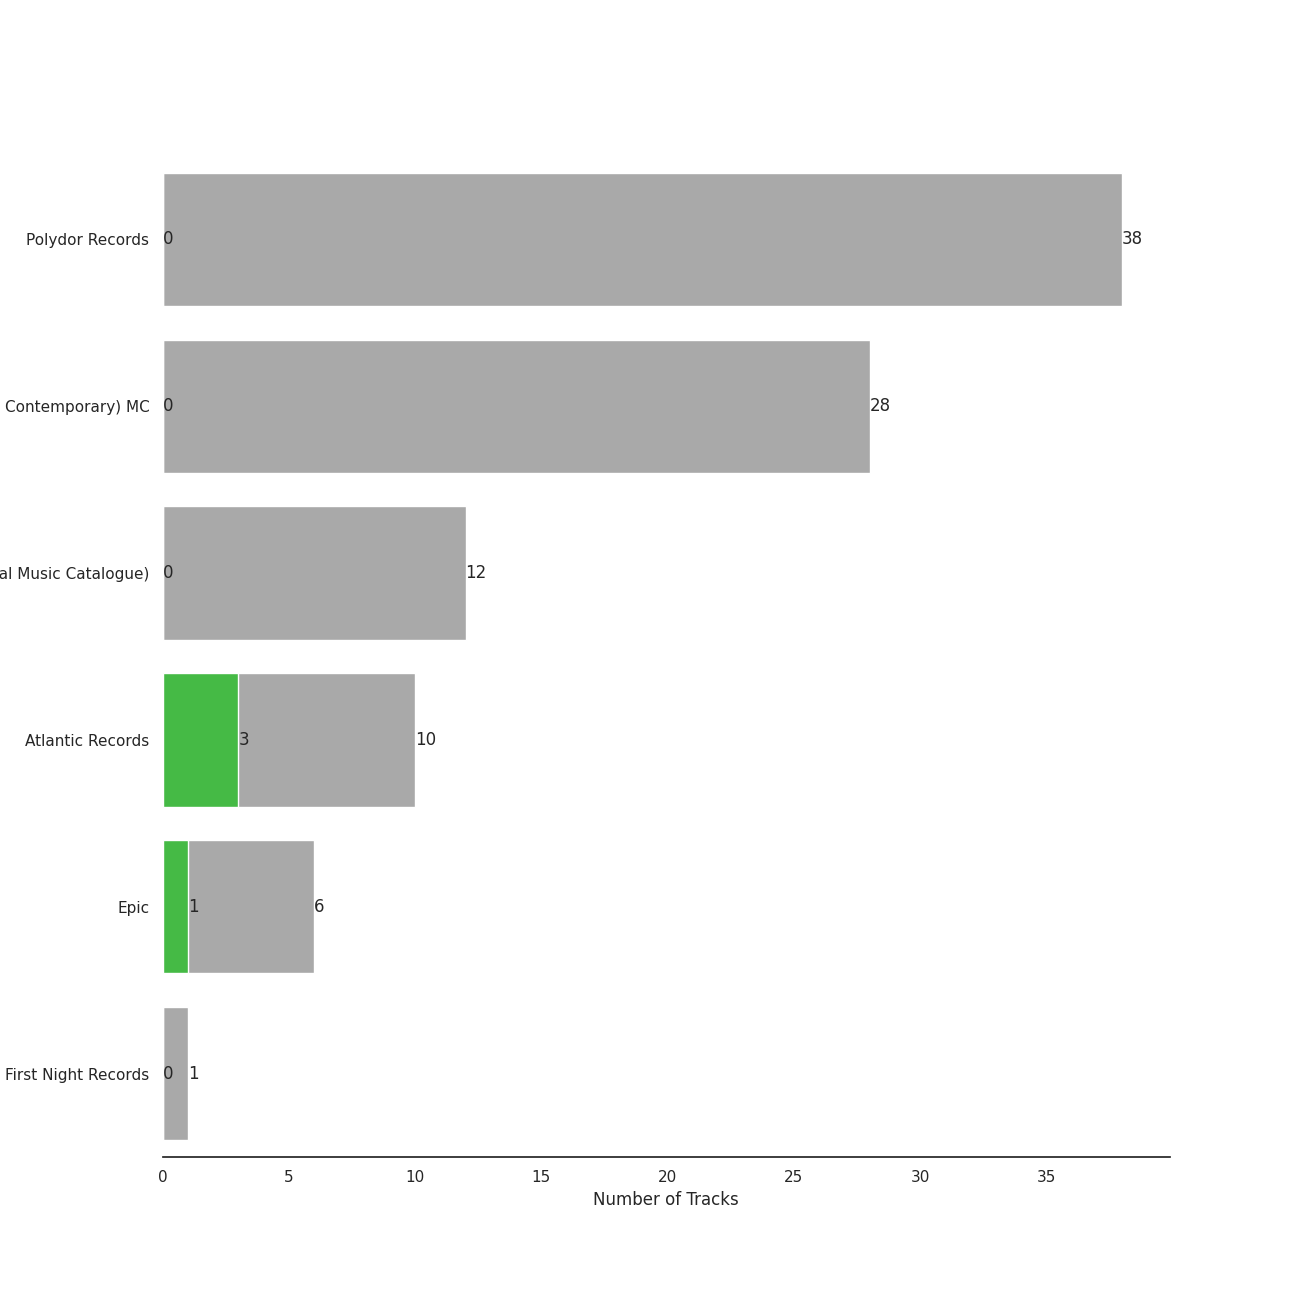 Polydor Records 0 38
Contemporary) MC 0 28
al Music Catalogue) 0 12
Atlantic Records 3 10
Epic 1 6
First Night Records 0 1
0 5 10 15 20 25 30 35
Number of Tracks